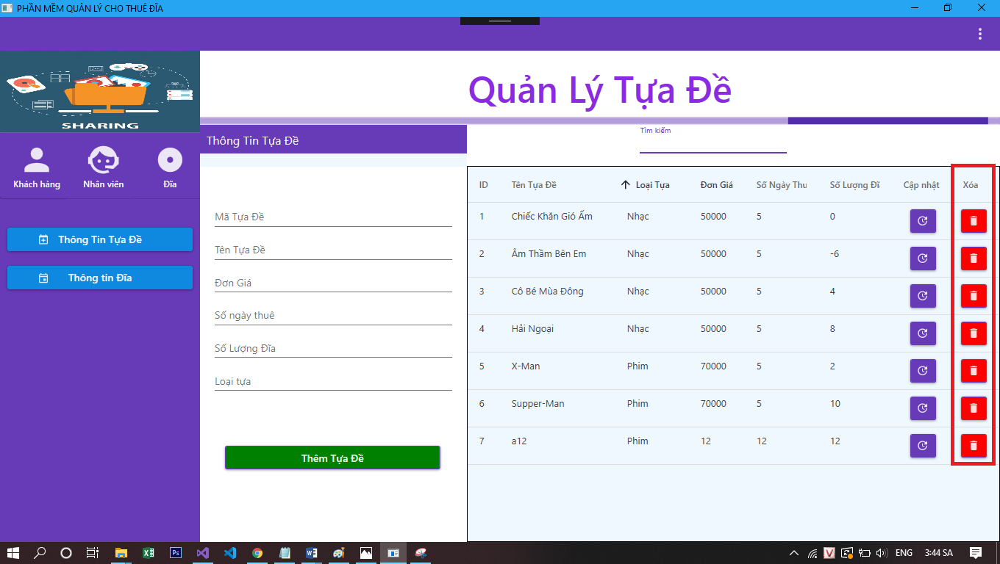 PHẦN MỀM QUẢN LÝ CHO THUÊ ĐĨA
SHARING
Quản Lý Tựa Đề
Khách hàng Nhân viên Đĩa
Thông Tin Tựa Đề
Thông tin Đĩa
Thông Tin Tựa Đề
Mã Tựa Đề
Tên Tựa Đề
Đơn Giá
Số ngày thuê
Số Lượng Đĩa
Loại tựa
Thêm Tựa Đề
Tìm kiếm
ID Tên Tựa Đề Loại Tựa Đơn Giá Số Ngày Thu Số Lượng Đĩ Cập nhật Xóa
1 Chiếc Khăn Gió Ấm Nhạc 50000 5 0
2 Âm Thầm Bên Em Nhạc 50000 5 -6
3 Cô Bé Mùa Đông Nhạc 50000 5 4
4 Hải Ngoại Nhạc 50000 5 8
5 X-Man Phim 70000 5 2
6 Supper-Man Phim 70000 5 10
7 a12 Phim 12 12 12
Ps V ENG 3:44 SA